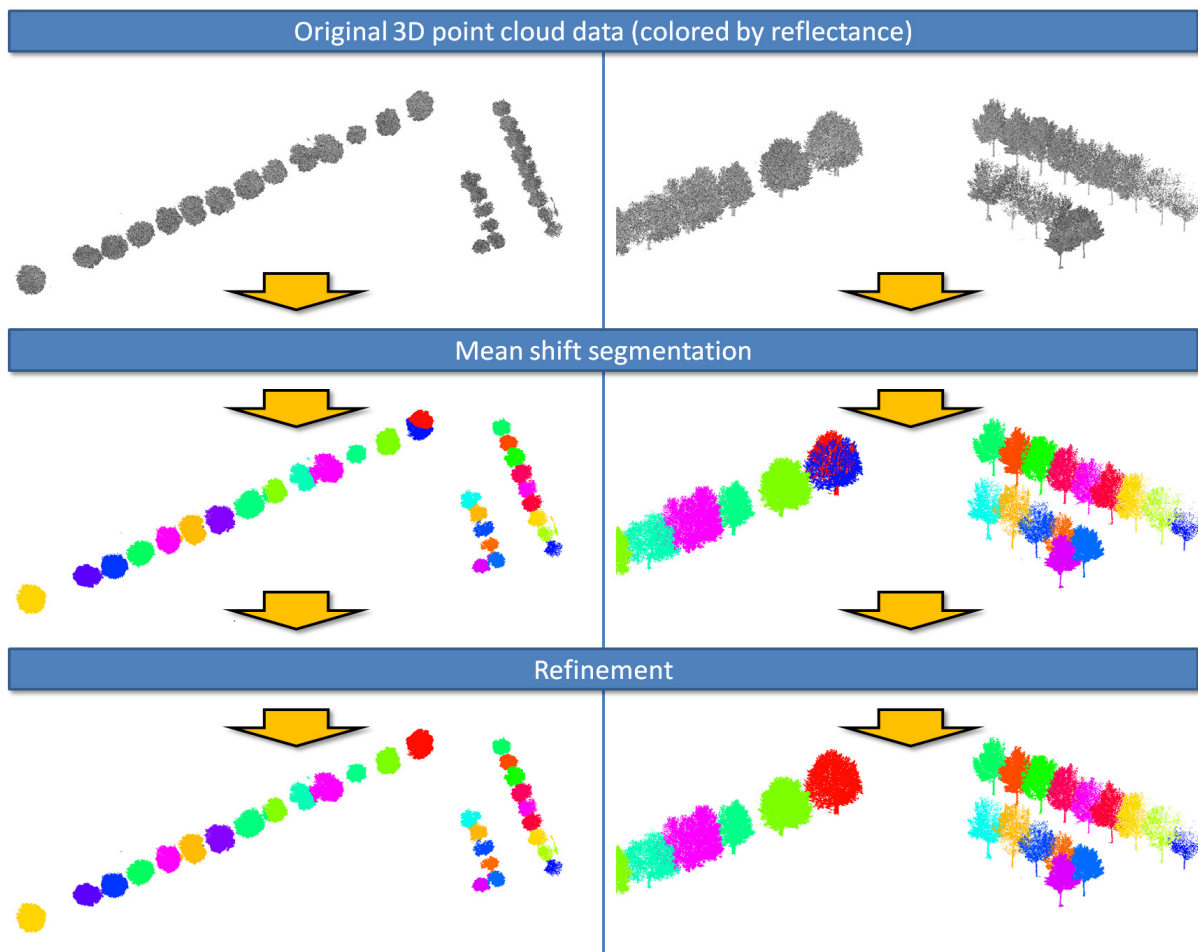 Original 3D point cloud data (colored by reflectance)
Mean shift segmentation
Refinement